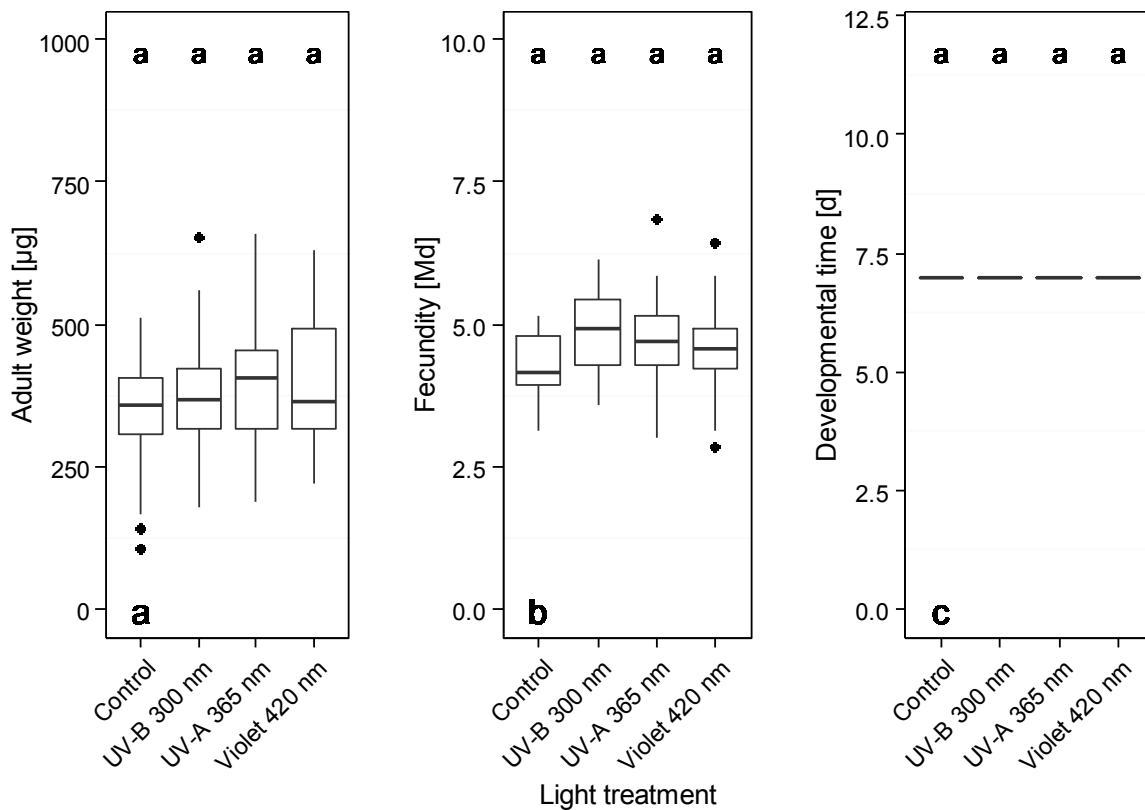 Adult weight [µg]
1000
750
500
250
0
a a a a
a
Control
UV-B 300 nm
UV-A 365 nm
Violet 420 nm
Fecundity [Md]
10.0
7.5
5.0
2.5
0.0
a a a a
b
Control
UV-B 300 nm
UV-A 365 nm
Violet 420 nm
Developmental time [d]
12.5
10.0
7.5
5.0
2.5
0.0
a a a a
c
Control
UV-B 300 nm
UV-A 365 nm
Violet 420 nm
Light treatment